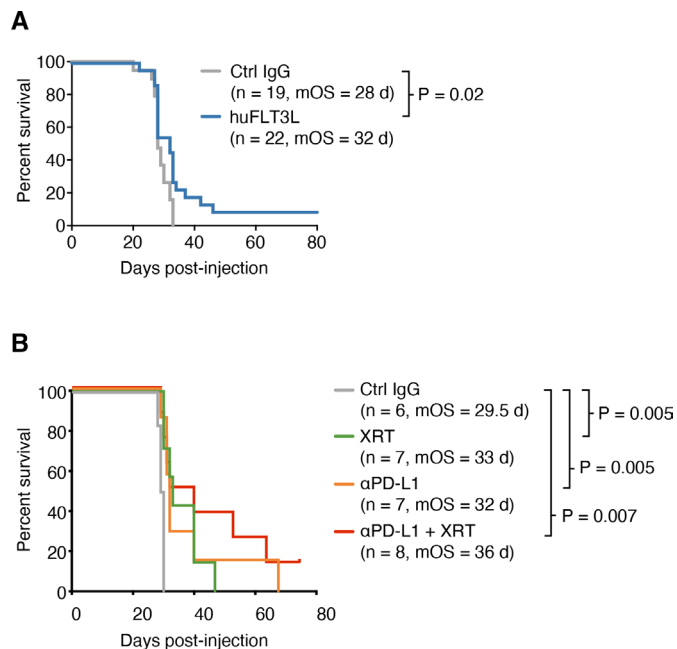 A
Percent survival
100
80
60
40
20
0
0 20 40 60 80
Days post-injection
Ctrl IgG
(n = 19, mOS = 28 d)
huFLT3L
(n = 22, mOS = 32 d)
P = 0.02
B
Percent survival
100
80
60
40
20
0
0 20 40 60 80
Days post-injection
Ctrl IgG
(n = 6, mOS = 29.5 d)
XRT
(n = 7, mOS = 33 d)
αPD-L1
(n = 7, mOS = 32 d)
αPD-L1 + XRT
(n = 8, mOS = 36 d)
P = 0.005
P = 0.005
P = 0.007